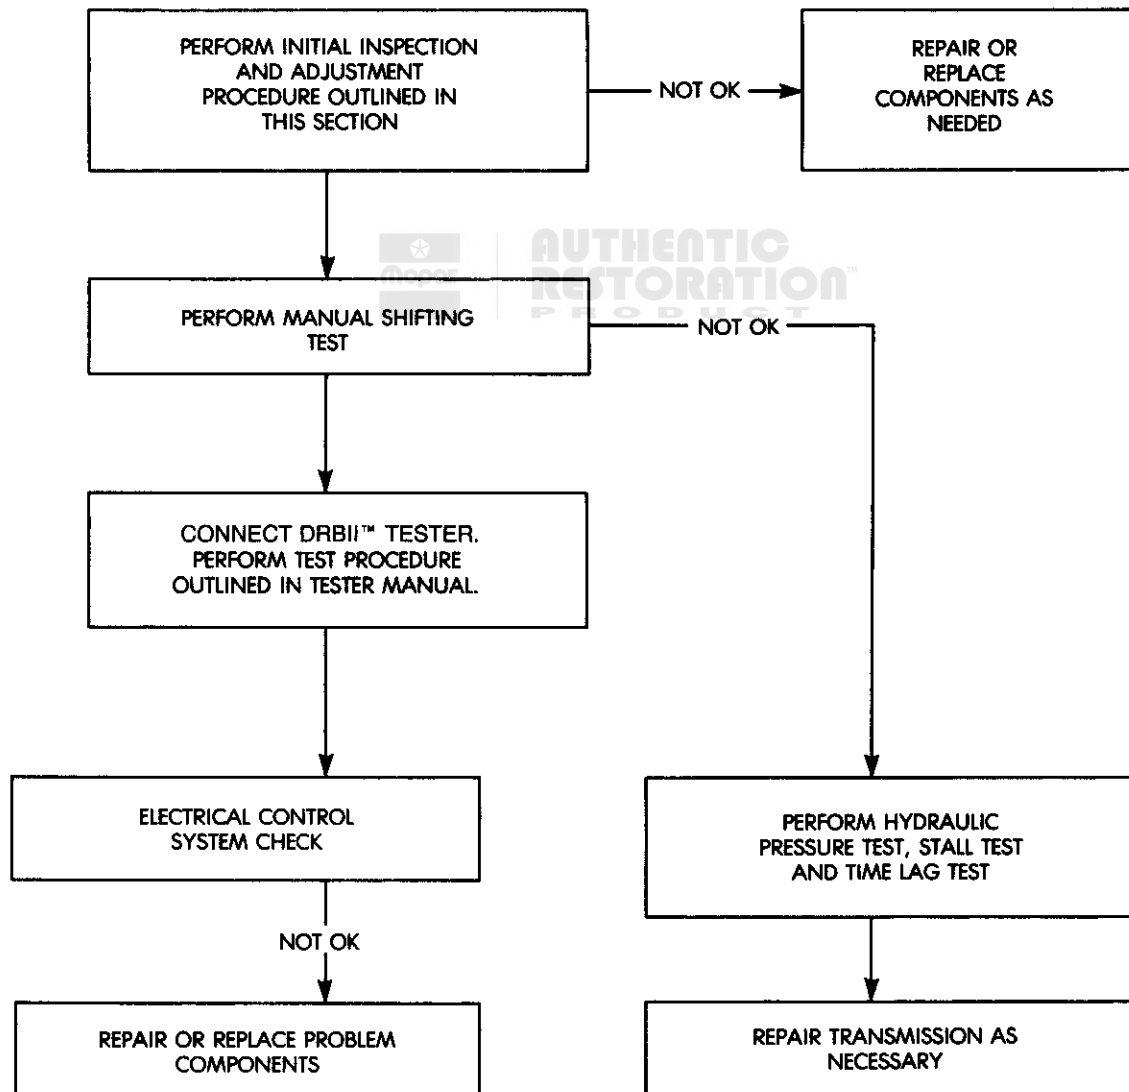 PERFORM INITIAL INSPECTION
AND ADJUSTMENT
PROCEDURE OUTLINED IN
THIS SECTION
NOT OK
REPAIR OR
REPLACE
COMPONENTS AS
NEEDED
Mopar
AUTHENTIC
RESTORATION™
PRODUCT
PERFORM MANUAL SHIFTING
TEST
NOT OK
CONNECT DRBII™ TESTER.
PERFORM TEST PROCEDURE
OUTLINED IN TESTER MANUAL.
ELECTRICAL CONTROL
SYSTEM CHECK
PERFORM HYDRAULIC
PRESSURE TEST, STALL TEST
AND TIME LAG TEST
NOT OK
REPAIR OR REPLACE PROBLEM
COMPONENTS
REPAIR TRANSMISSION AS
NECESSARY